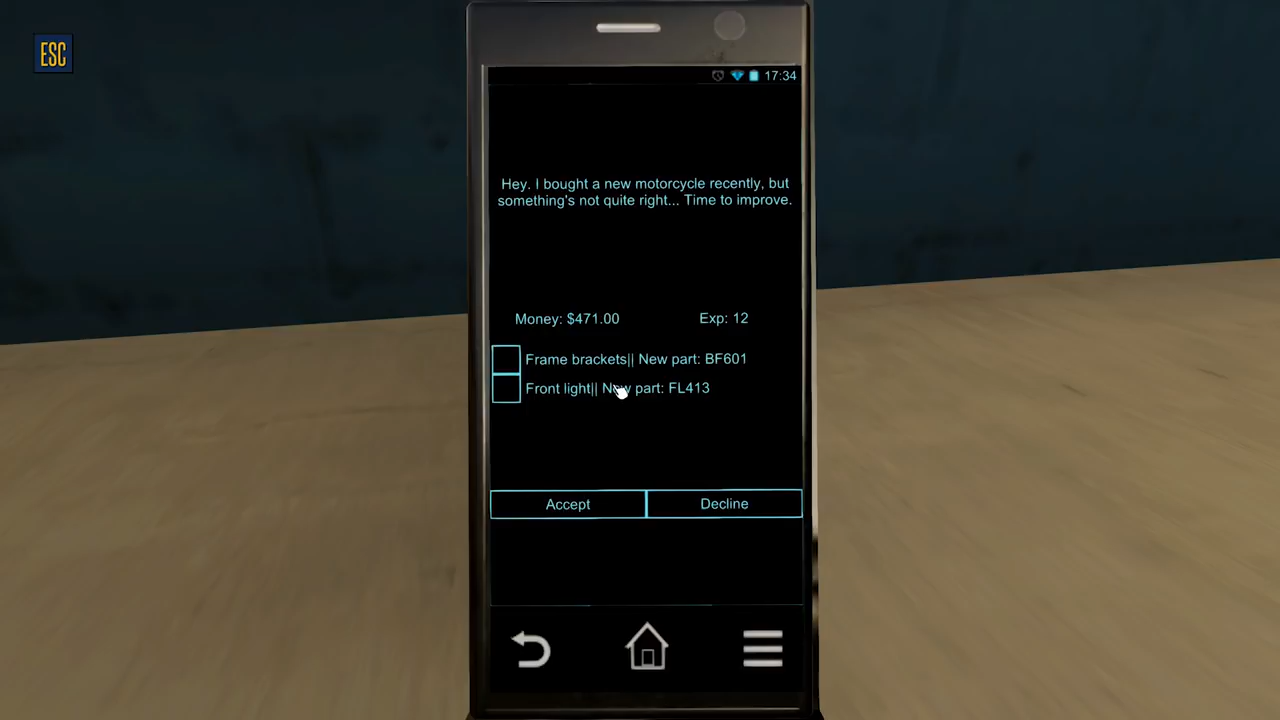 ESC
17:34
Hey. I bought a new motorcycle recently, but
something's not quite right... Time to improve.
Money: $471.00 Exp: 12
Frame brackets|| New part: BF601
Front light|| New part: FL413
Accept Decline